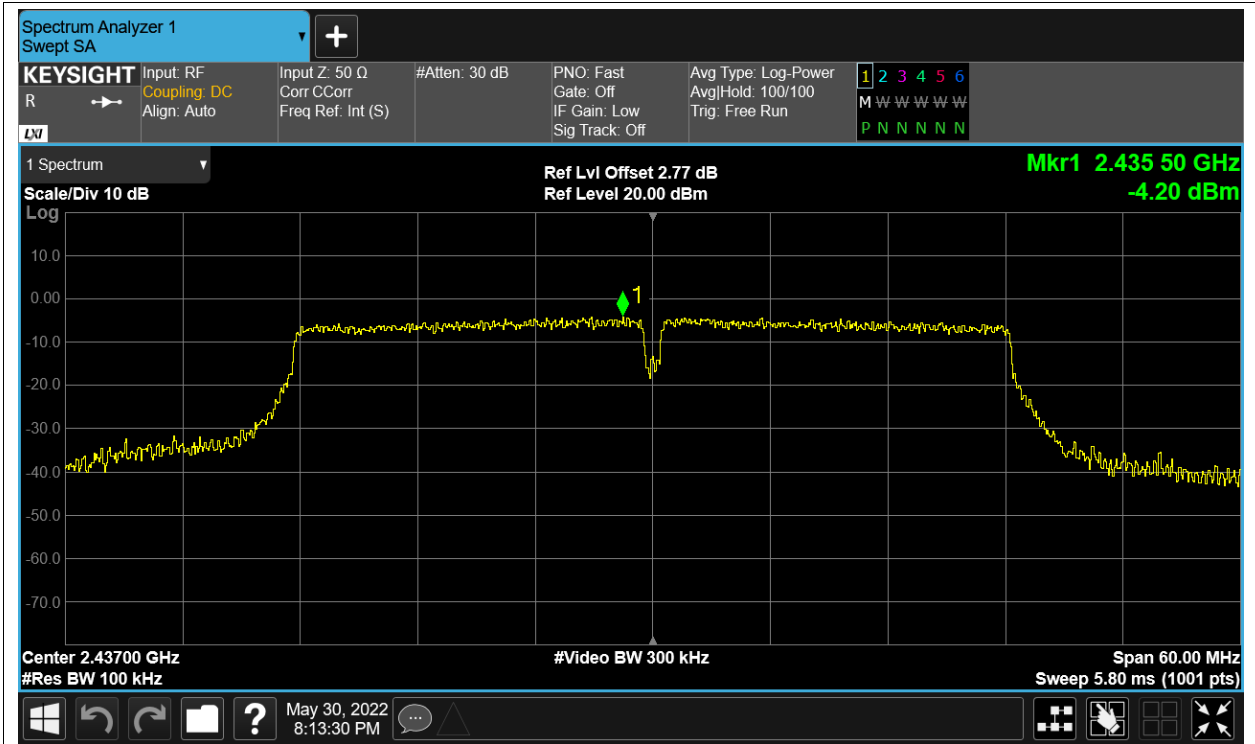 Spectrum Analyzer 1
Swept SA
KEYSIGHT
R
LXI
Input: RF
Coupling: DC
Align: Auto
Input Z: 50 Ω
Corr CCorr
Freq Ref: Int (S)
#Atten: 30 dB
PNO: Fast
Gate: Off
IF Gain: Low
Sig Track: Off
Avg Type: Log-Power
Avg|Hold: 100/100
Trig: Free Run
1 2 3 4 5 6
M W W W W W
P N N N N N
1 Spectrum
Scale/Div 10 dB
Log
Ref Lvl Offset 2.77 dB
Ref Level 20.00 dBm
Mkr1 2.435 50 GHz
-4.20 dBm
10.0
0.00
1
-10.0
-20.0
-30.0
-40.0
-50.0
-60.0
-70.0
Center 2.43700 GHz
#Video BW 300 kHz
Span 60.00 MHz
#Res BW 100 kHz
Sweep 5.80 ms (1001 pts)
?
May 30, 2022
8:13:30 PM